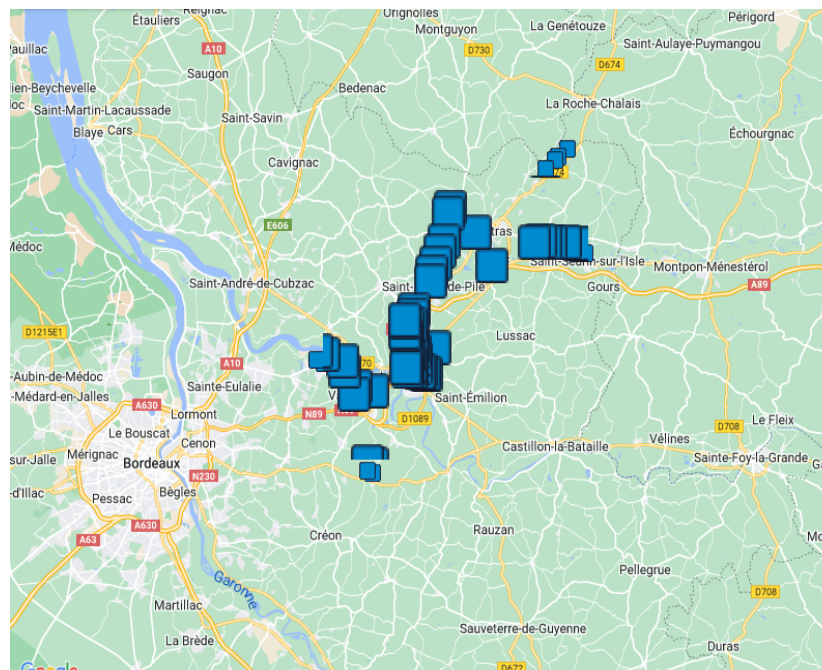 Reignac
Étauliers
Orignolles
Montguyon
La Genétouze
Périgord
A10
D730
Saint-Aulaye-Puymangou
D674
Pauillac
Saugon
Bedenac
La Roche-Chalais
Saint-Martin-Lacaussade
Blaye
Cars
Saint-Savin
Échourgnac
Cavignac
E606
Médoc
Saint-Seurin-sur-l'Isle
Montpon-Ménestérol
Saint-André-de-Cubzac
Gours
A89
D1215E1
Lussac
A10
Sainte-Eulalie
Saint-Émilion
A630
Lormont
N89
D1089
Le Bouscat
Cenon
D708
Le Fleix
Castillon-la-Bataille
Vélines
Mérignac
Bordeaux
N230
Sainte-Foy-la-Grande
Bègles
Pessac
A630
A63
Créon
Rauzan
Pellegrue
Garonne
D708
Martillac
Sauveterre-de-Guyenne
La Brède
Duras
D672
Google